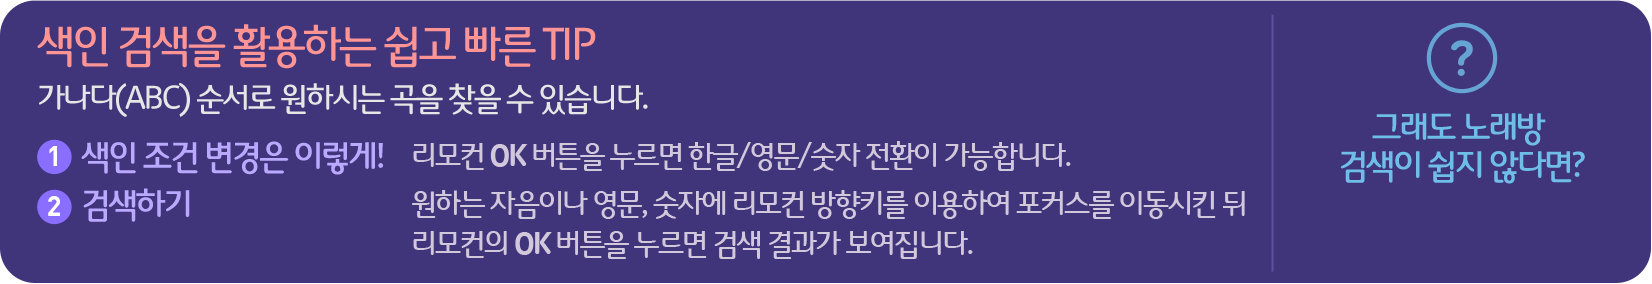 색인 검색을 활용하는 쉽고 빠른 TIP
가나다(ABC) 순서로 원하시는 곡을 찾을 수 있습니다.
1 색인 조건 변경은 이렇게! 리모컨 OK 버튼을 누르면 한글/영문/숫자 전환이 가능합니다.
2 검색하기 원하는 자음이나 영문, 숫자에 리모컨 방향키를 이용하여 포커스를 이동시킨 뒤
리모컨의 OK 버튼을 누르면 검색 결과가 보여집니다.
?
그래도 노래방
검색이 쉽지 않다면?